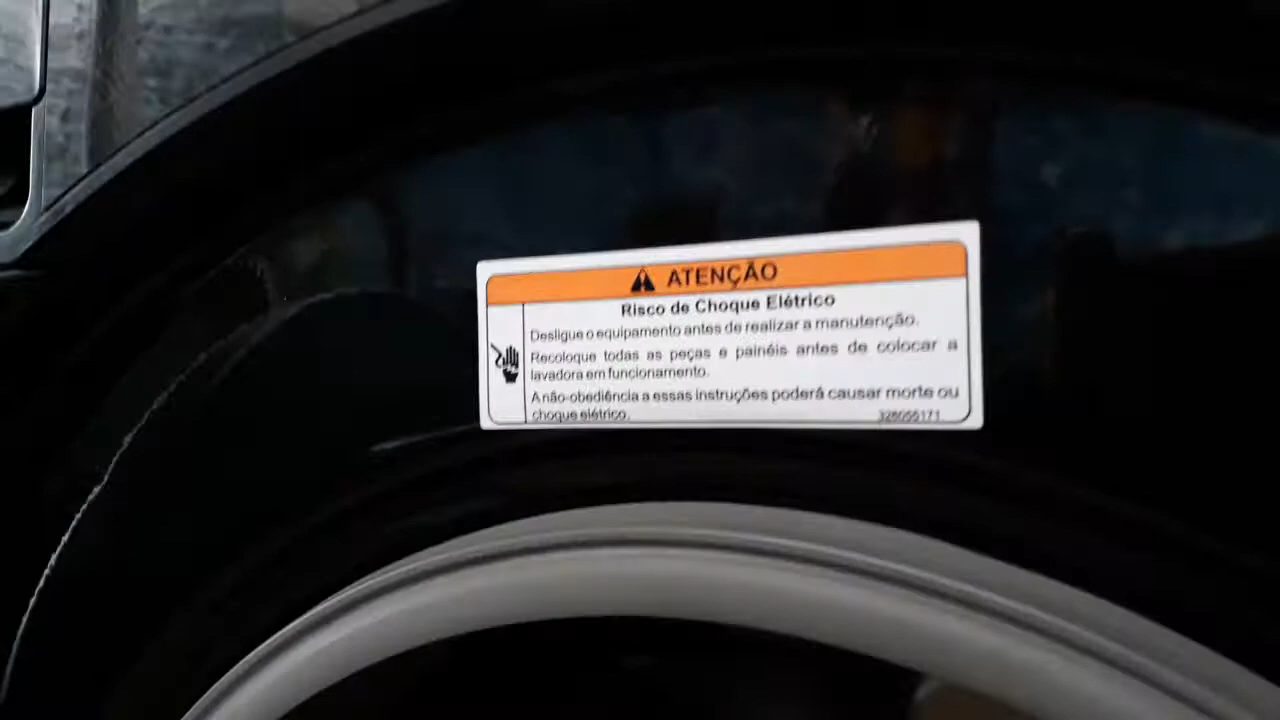 ATENÇÃO
Risco de Choque Elétrico
Desligue o equipamento antes de realizar a manutenção.
Recoloque todas as peças e painéis antes de colocar a
lavadora em funcionamento.
A não-obediência a essas instruções poderá causar morte ou
choque elétrico.